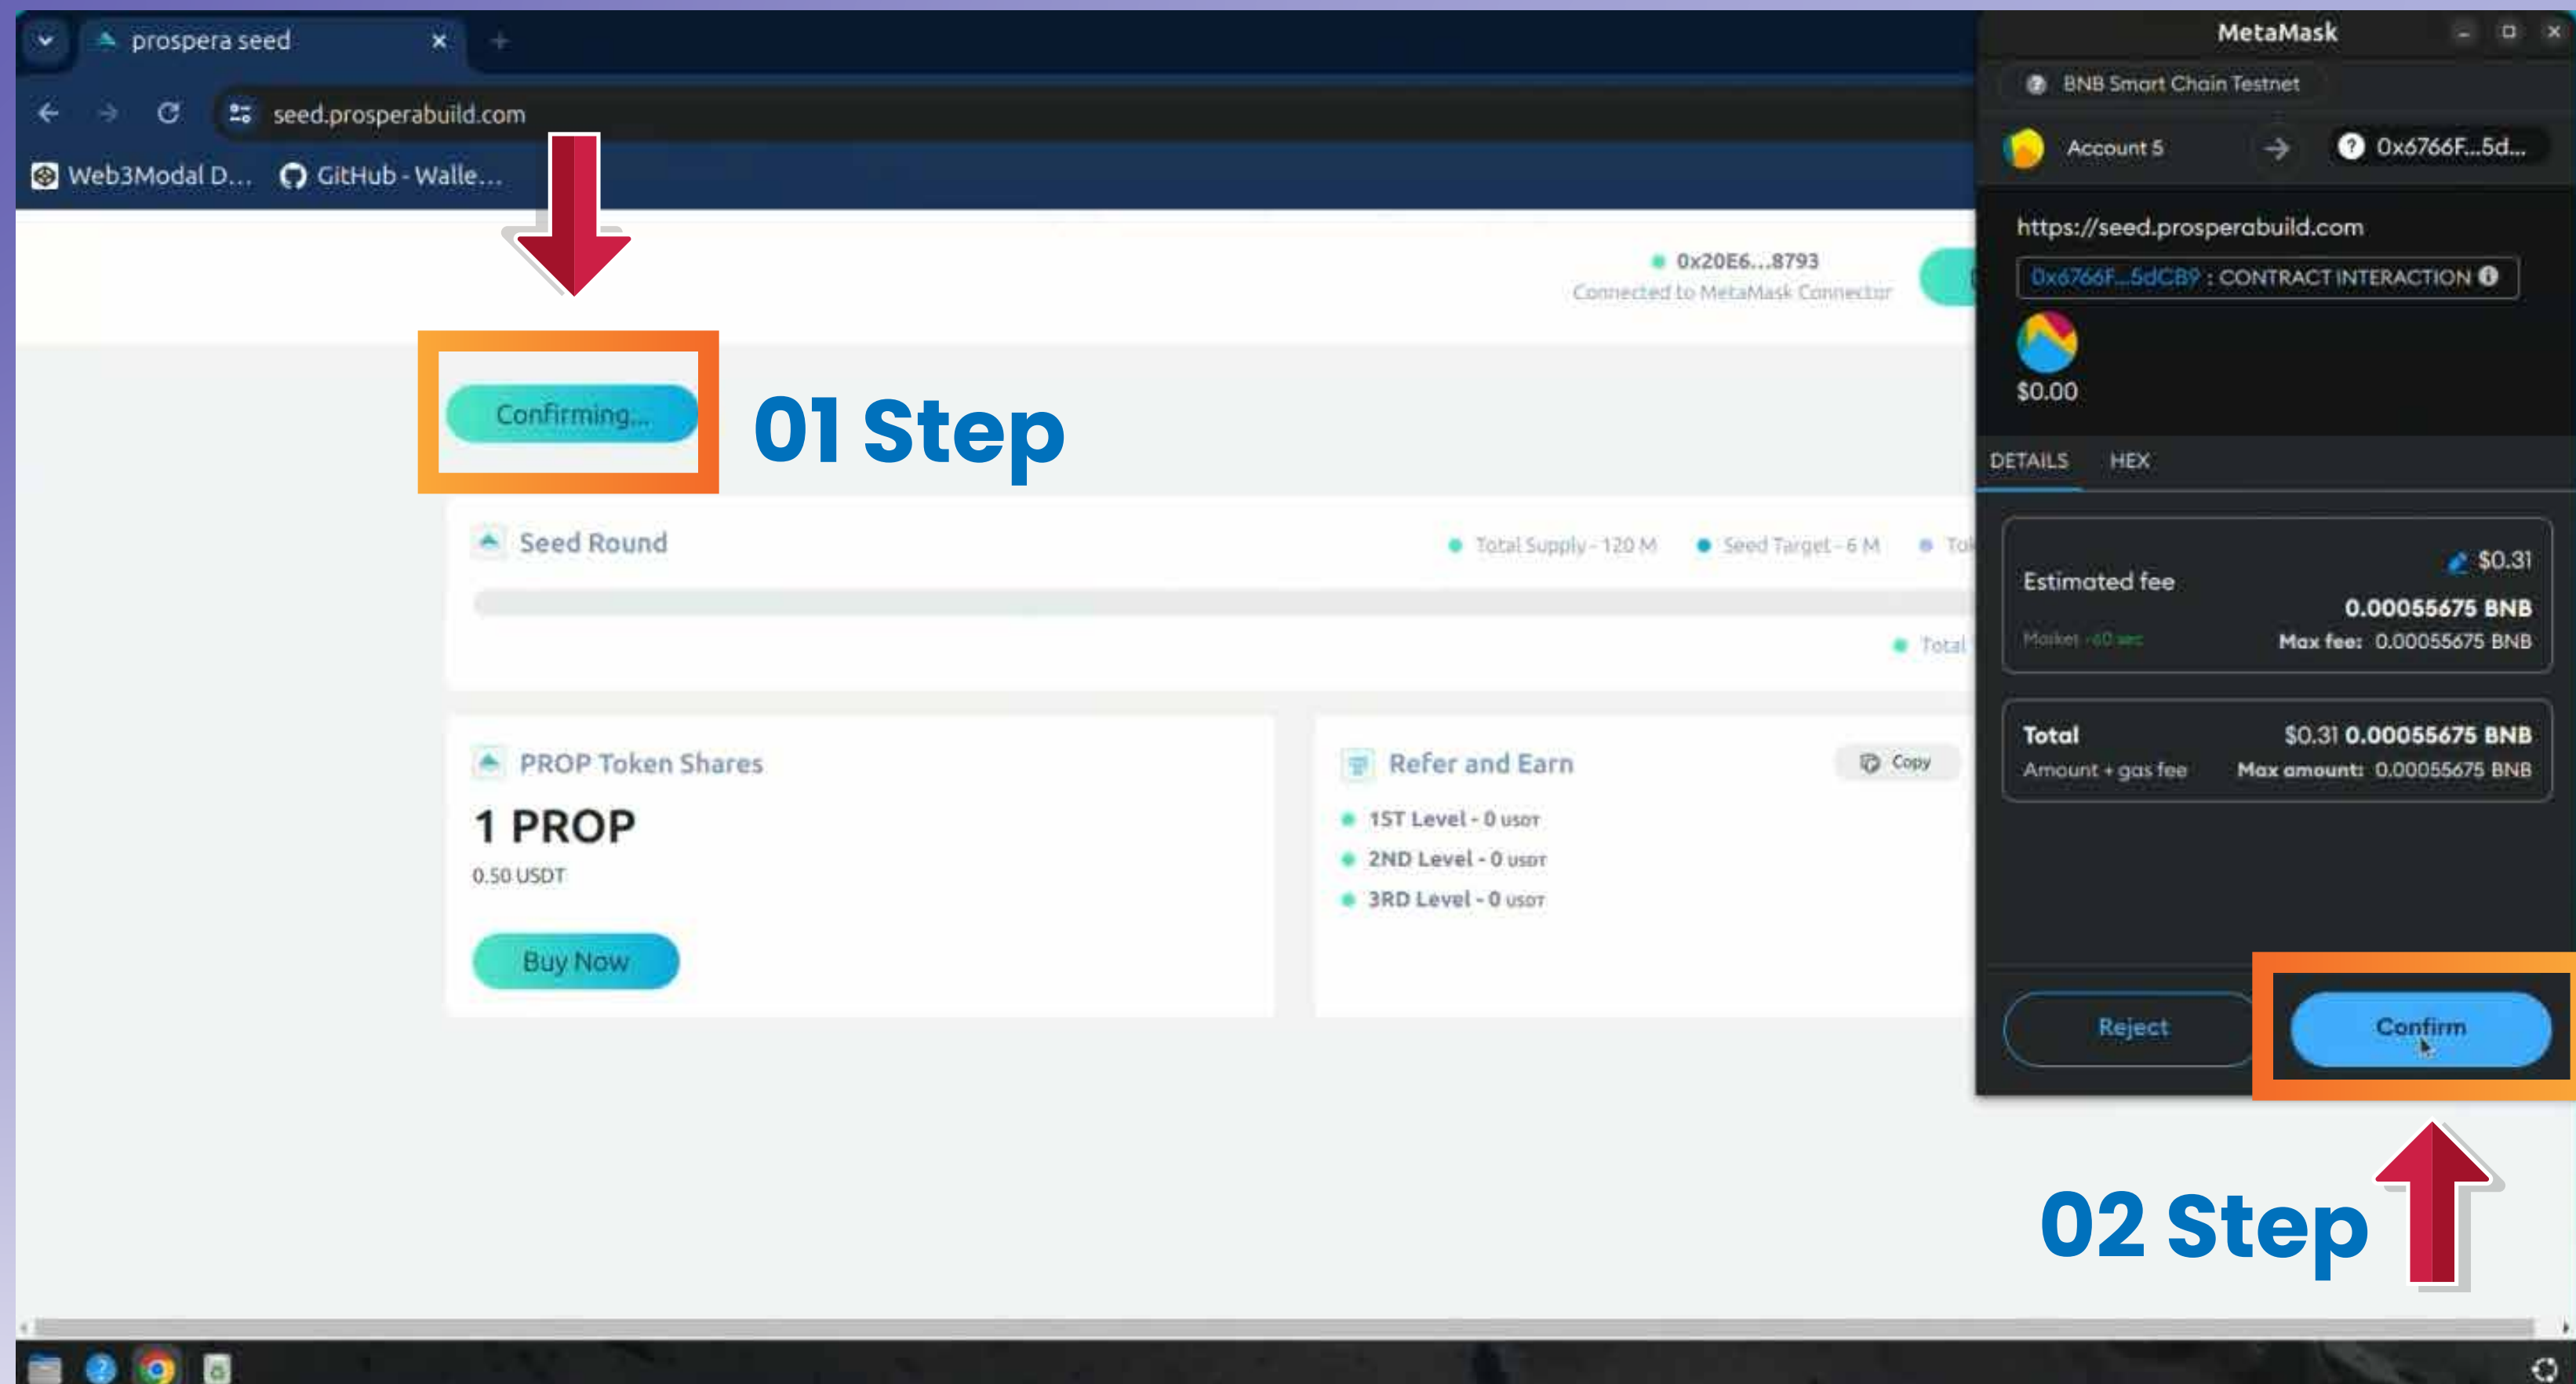 prospera seed
seed.prosperabuild.com
Web3Modal D... GitHub - Walle...
0x20E6...8793
Connected to MetaMask Connector
Confirming...
01 Step
Seed Round
Total Supply - 120 M Seed Target - 6 M
Total
PROP Token Shares
1 PROP
0.50 USDT
Buy Now
Refer and Earn
Copy
1ST Level - 0 USDT
2ND Level - 0 USDT
3RD Level - 0 USDT
MetaMask
BNB Smart Chain Testnet
Account 5
0x6766F...5d...
https://seed.prosperabuild.com
0x6766F...5dCB9 : CONTRACT INTERACTION
$0.00
DETAILS HEX
$0.31
Estimated fee
0.00055675 BNB
Market ~60 sec Max fee: 0.00055675 BNB
Total $0.31 0.00055675 BNB
Amount + gas fee Max amount: 0.00055675 BNB
Reject Confirm
02 Step